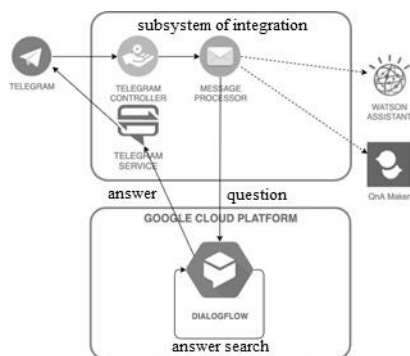 subsystem of integration
TELEGRAM
TELEGRAM
CONTROLLER
MESSAGE
PROCESSOR
WATSON
ASSISTANT
TELEGRAM
SERVICE
QnA Maker
answer
question
GOOGLE CLOUD PLATFORM
DIALOGFLOW
answer search